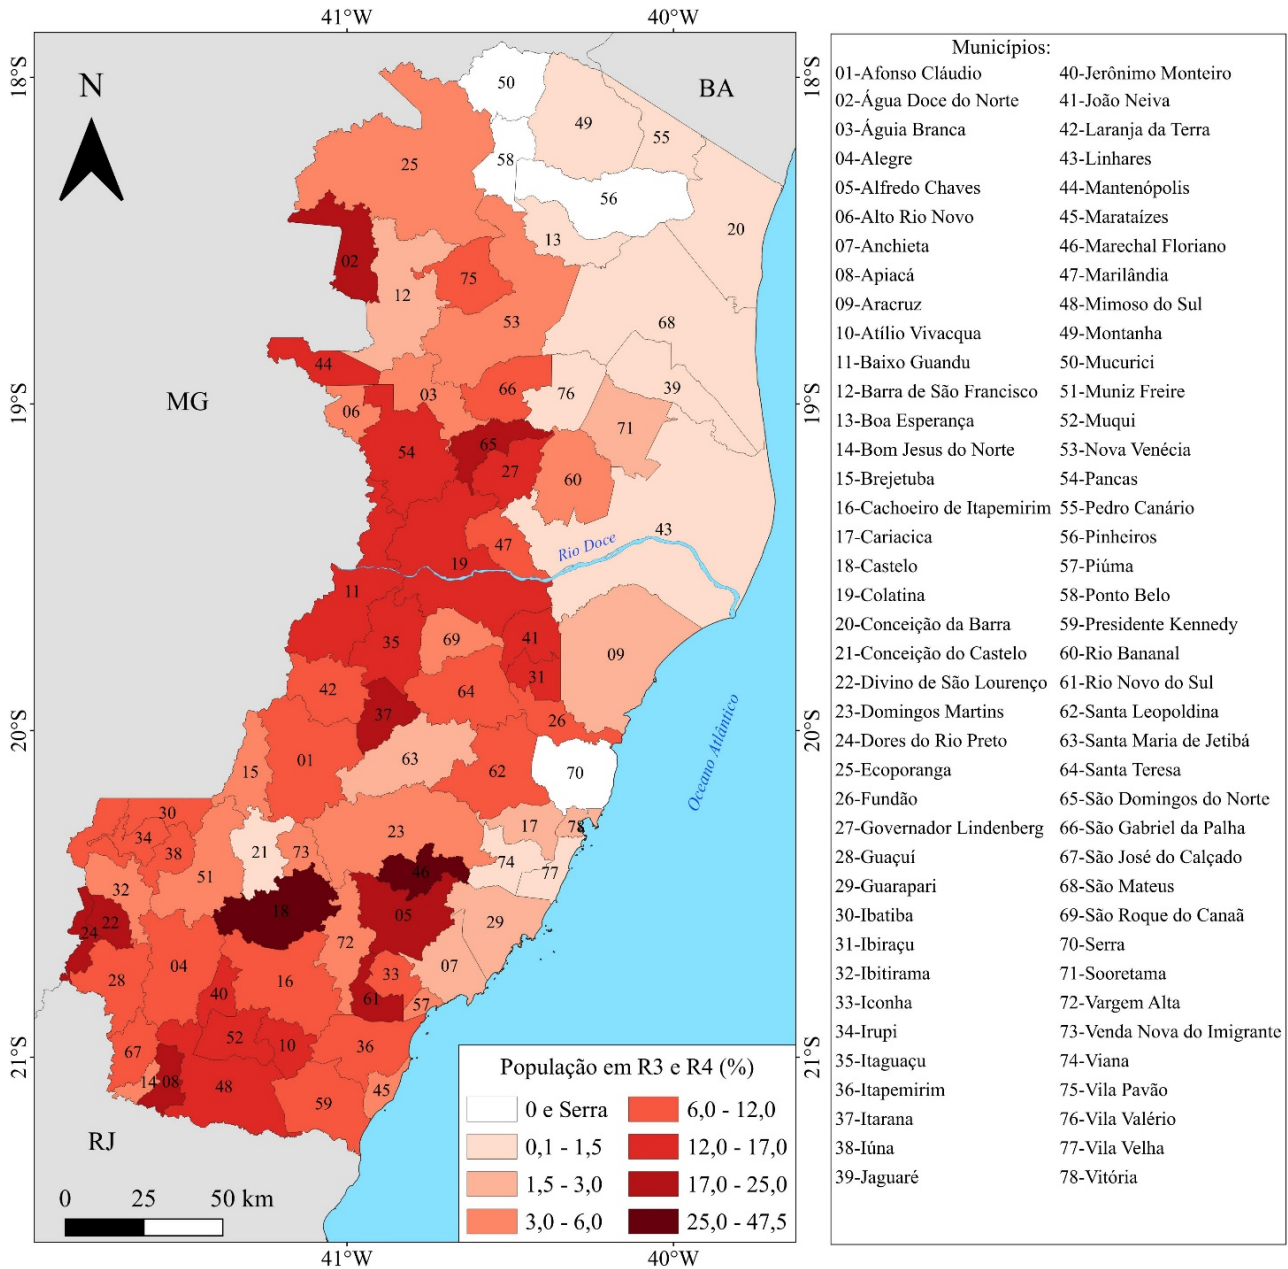 41°W
40°W
18°S
18°S
19°S
19°S
20°S
20°S
21°S
21°S
N
BA
MG
RJ
50
49
55
58
25
56
20
13
02
75
12
53
68
44
03
66
76
39
06
71
54
65
27
60
43
47
Rio Doce
19
11
35
69
41
09
31
42
64
37
26
Oceano Atlântico
01
63
62
70
15
30
34
38
23
17
78
21
73
74
77
51
46
32
18
05
29
22
24
72
04
16
33
07
28
40
61
57
52
10
36
67
14
08
48
59
45
População em R3 e R4 (%)
0 e Serra
6,0 - 12,0
0,1 - 1,5
12,0 - 17,0
1,5 - 3,0
17,0 - 25,0
3,0 - 6,0
25,0 - 47,5
0 25 50 km
41°W
40°W
Municípios:
01-Afonso Cláudio
02-Água Doce do Norte
03-Águia Branca
04-Alegre
05-Alfredo Chaves
06-Alto Rio Novo
07-Anchieta
08-Apiacá
09-Aracruz
10-Atílio Vivacqua
11-Baixo Guandu
12-Barra de São Francisco
13-Boa Esperança
14-Bom Jesus do Norte
15-Brejetuba
16-Cachoeiro de Itapemirim
17-Cariacica
18-Castelo
19-Colatina
20-Conceição da Barra
21-Conceição do Castelo
22-Divino de São Lourenço
23-Domingos Martins
24-Dores do Rio Preto
25-Ecoporanga
26-Fundão
27-Governador Lindenberg
28-Guaçuí
29-Guarapari
30-Ibatiba
31-Ibiraçu
32-Ibitirama
33-Iconha
34-Irupi
35-Itaguaçu
36-Itapemirim
37-Itarana
38-Iúna
39-Jaguaré
40-Jerônimo Monteiro
41-João Neiva
42-Laranja da Terra
43-Linhares
44-Mantenópolis
45-Marataízes
46-Marechal Floriano
47-Marilândia
48-Mimoso do Sul
49-Montanha
50-Mucurici
51-Muniz Freire
52-Muqui
53-Nova Venécia
54-Pancas
55-Pedro Canário
56-Pinheiros
57-Piúma
58-Ponto Belo
59-Presidente Kennedy
60-Rio Bananal
61-Rio Novo do Sul
62-Santa Leopoldina
63-Santa Maria de Jetibá
64-Santa Teresa
65-São Domingos do Norte
66-São Gabriel da Palha
67-São José do Calçado
68-São Mateus
69-São Roque do Canaã
70-Serra
71-Sooretama
72-Vargem Alta
73-Venda Nova do Imigrante
74-Viana
75-Vila Pavão
76-Vila Valério
77-Vila Velha
78-Vitória